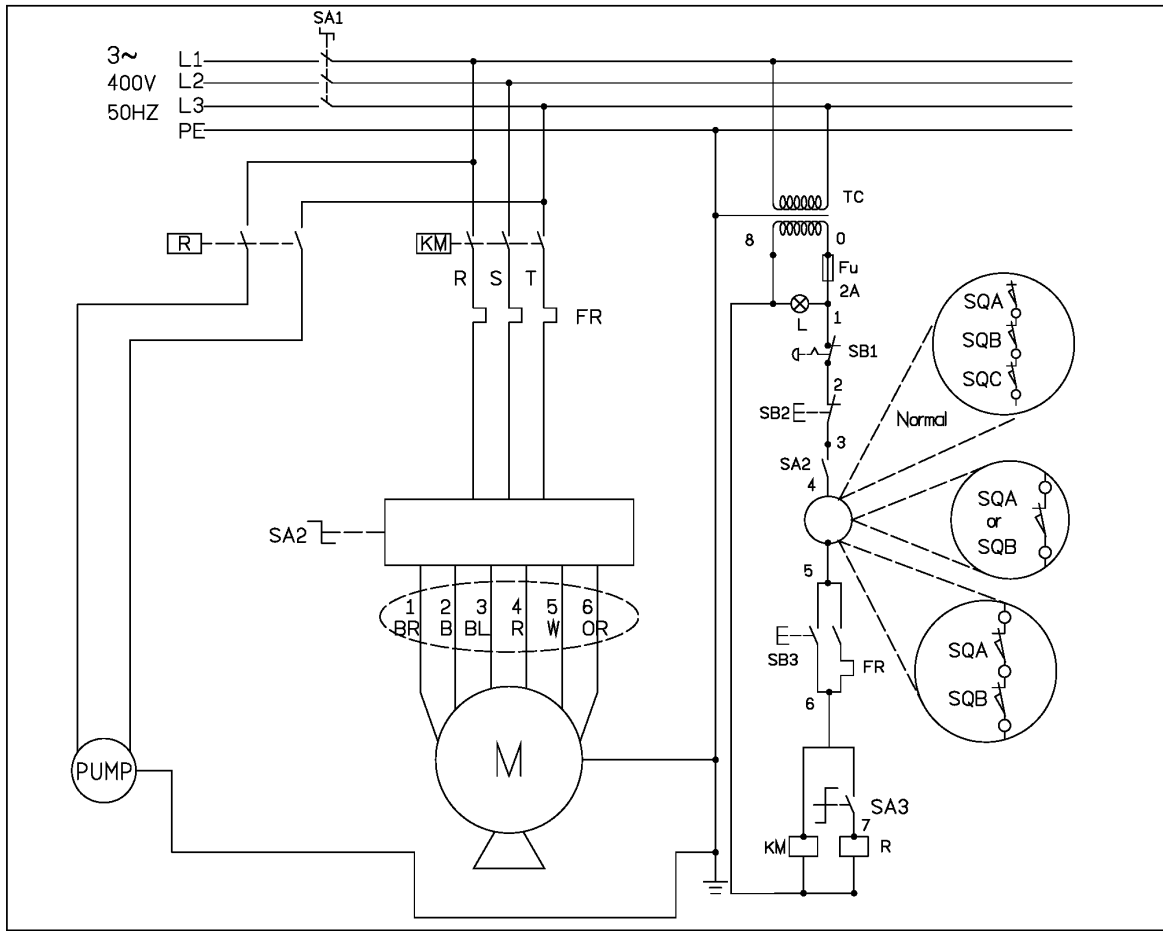 SA1
3~ L1
400V L2
50HZ L3
PE
TC
R
KM
8 0
R S T
Fu
2A
FR
L
1
SB1
SQA
SQB
SQC
2
SB2
Normal
3
SA2
4
SA2
SQA
or
SQB
5
1 2 3 4 5 6
BR B BL R W OR
SB3
FR
SQA
SQB
6
M
PUMP
SA3
7
KM
R